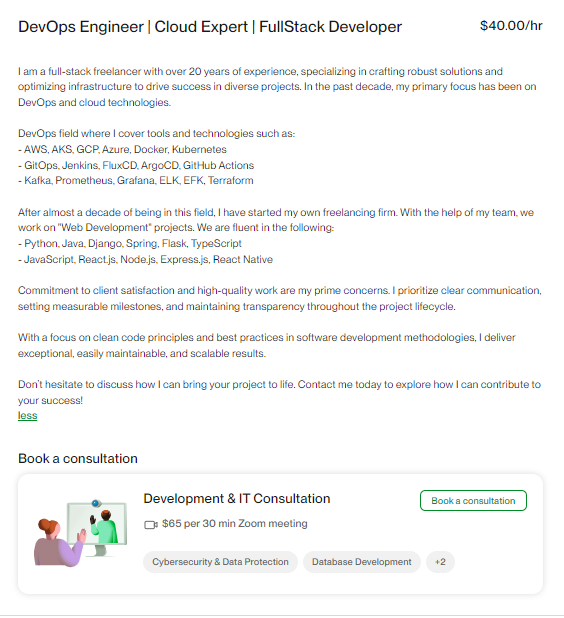 DevOps Engineer | Cloud Expert | FullStack Developer
$40.00/hr
I am a full-stack freelancer with over 20 years of experience, specializing in crafting robust solutions and
optimizing infrastructure to drive success in diverse projects. In the past decade, my primary focus has been on
DevOps and cloud technologies.
DevOps field where I cover tools and technologies such as:
- AWS, AKS, GCP, Azure, Docker, Kubernetes
- GitOps, Jenkins, FluxCD, ArgoCD, GitHub Actions
- Kafka, Prometheus, Grafana, ELK, EFK, Terraform
After almost a decade of being in this field, I have started my own freelancing firm. With the help of my team, we
work on "Web Development" projects. We are fluent in the following:
- Python, Java, Django, Spring, Flask, TypeScript
- JavaScript, React.js, Node.js, Express.js, React Native
Commitment to client satisfaction and high-quality work are my prime concerns. I prioritize clear communication,
setting measurable milestones, and maintaining transparency throughout the project lifecycle.
With a focus on clean code principles and best practices in software development methodologies, I deliver
exceptional, easily maintainable, and scalable results.
Don't hesitate to discuss how I can bring your project to life. Contact me today to explore how I can contribute to
your success!
less
Book a consultation
Development & IT Consultation
Book a consultation
$65 per 30 min Zoom meeting
Cybersecurity & Data Protection
Database Development
+2